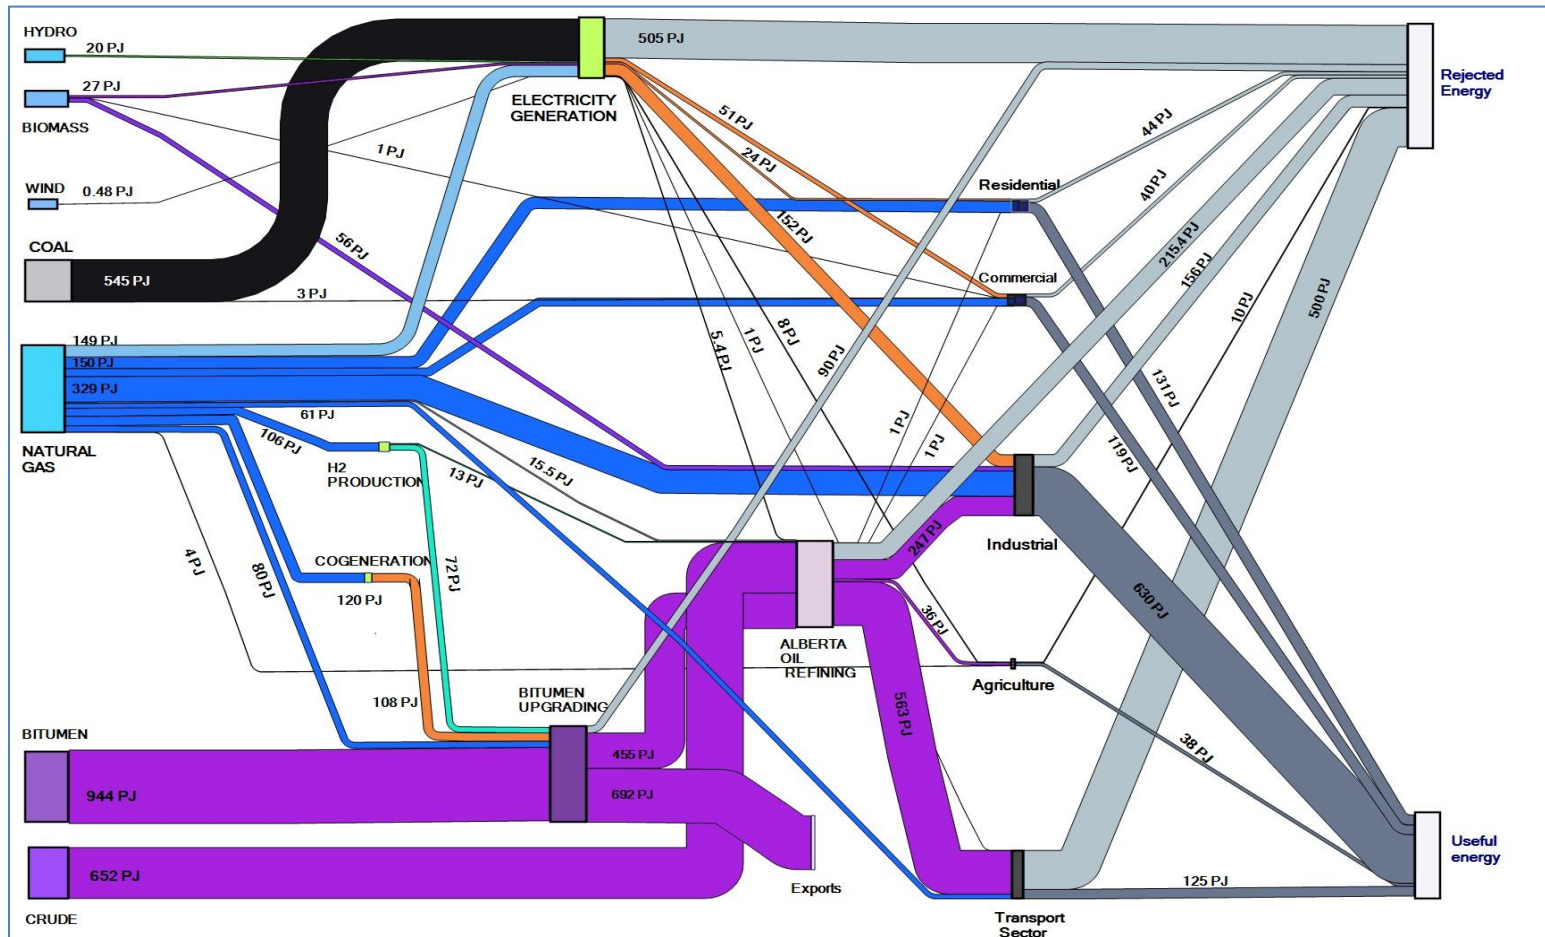 HYDRO
20 PJ
27 PJ
BIOMASS
WIND
0.48 PJ
COAL
545 PJ
3 PJ
1 PJ
56 PJ
149 PJ
150 PJ
329 PJ
61 PJ
106 PJ
NATURAL
GAS
H2
PRODUCTION
13 PJ
15.5 PJ
COGENERATION
120 PJ
72 PJ
4 PJ
80 PJ
108 PJ
BITUMEN
944 PJ
652 PJ
CRUDE
BITUMEN
UPGRADING
455 PJ
692 PJ
Exports
ELECTRICITY
GENERATION
505 PJ
51 PJ
24 PJ
152 PJ
5.4 PJ
1 PJ
8 PJ
90 PJ
1 PJ
1 PJ
ALBERTA
OIL
REFINING
247 PJ
36 PJ
563 PJ
Residential
Commercial
Industrial
Agriculture
Transport
Sector
44 PJ
40 PJ
215.4 PJ
156 PJ
10 PJ
500 PJ
131 PJ
119 PJ
630 PJ
38 PJ
125 PJ
Rejected
Energy
Useful
energy